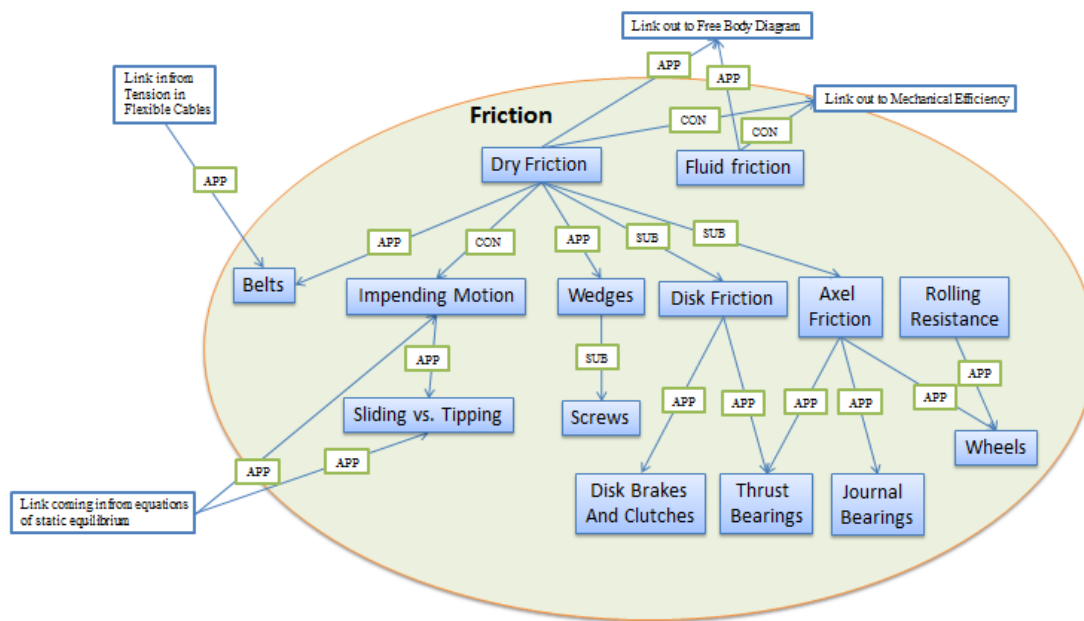 Link out to Free Body Diagram
APP
APP
Link in from
Tension in
Flexible Cables
Link out to Mechanical Efficiency
Friction
CON
CON
Dry Friction
Fluid friction
APP
APP
CON
APP
SUB
SUB
Belts
Impending Motion
Wedges
Disk Friction
Axel
Friction
Rolling
Resistance
APP
SUB
APP
APP
APP
APP
APP
APP
Sliding vs. Tipping
Screws
Wheels
APP
APP
Link coming in from equations
of static equilibrium
Disk Brakes
And Clutches
Thrust
Bearings
Journal
Bearings